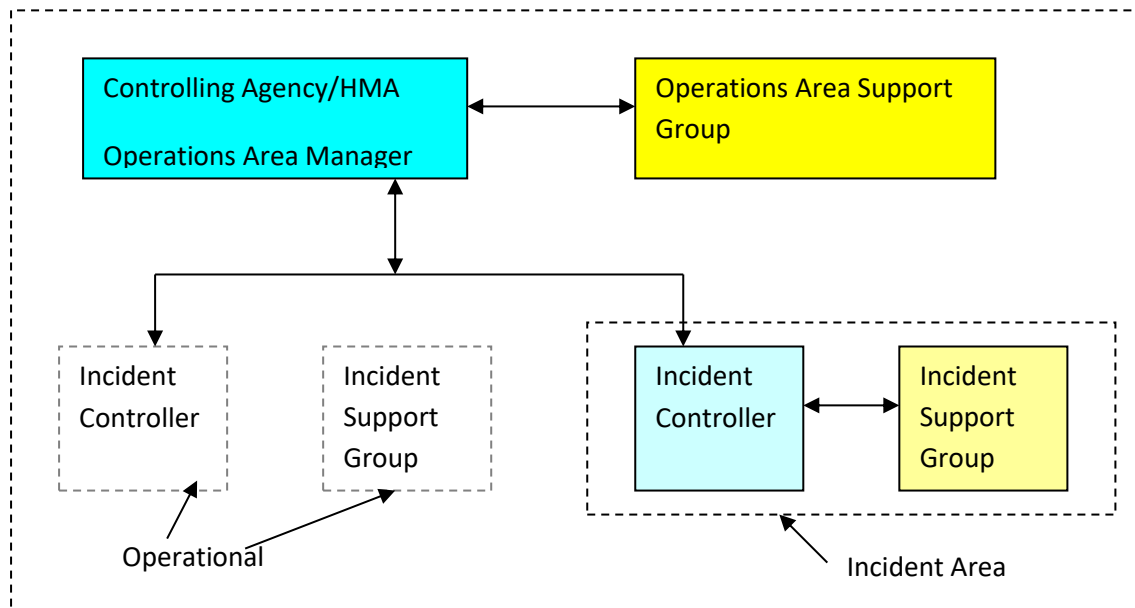 Controlling Agency/HMA
Operations Area Manager
Operations Area Support
Group
Incident
Controller
Incident
Support
Group
Incident
Controller
Incident
Support
Group
Operational
Incident Area